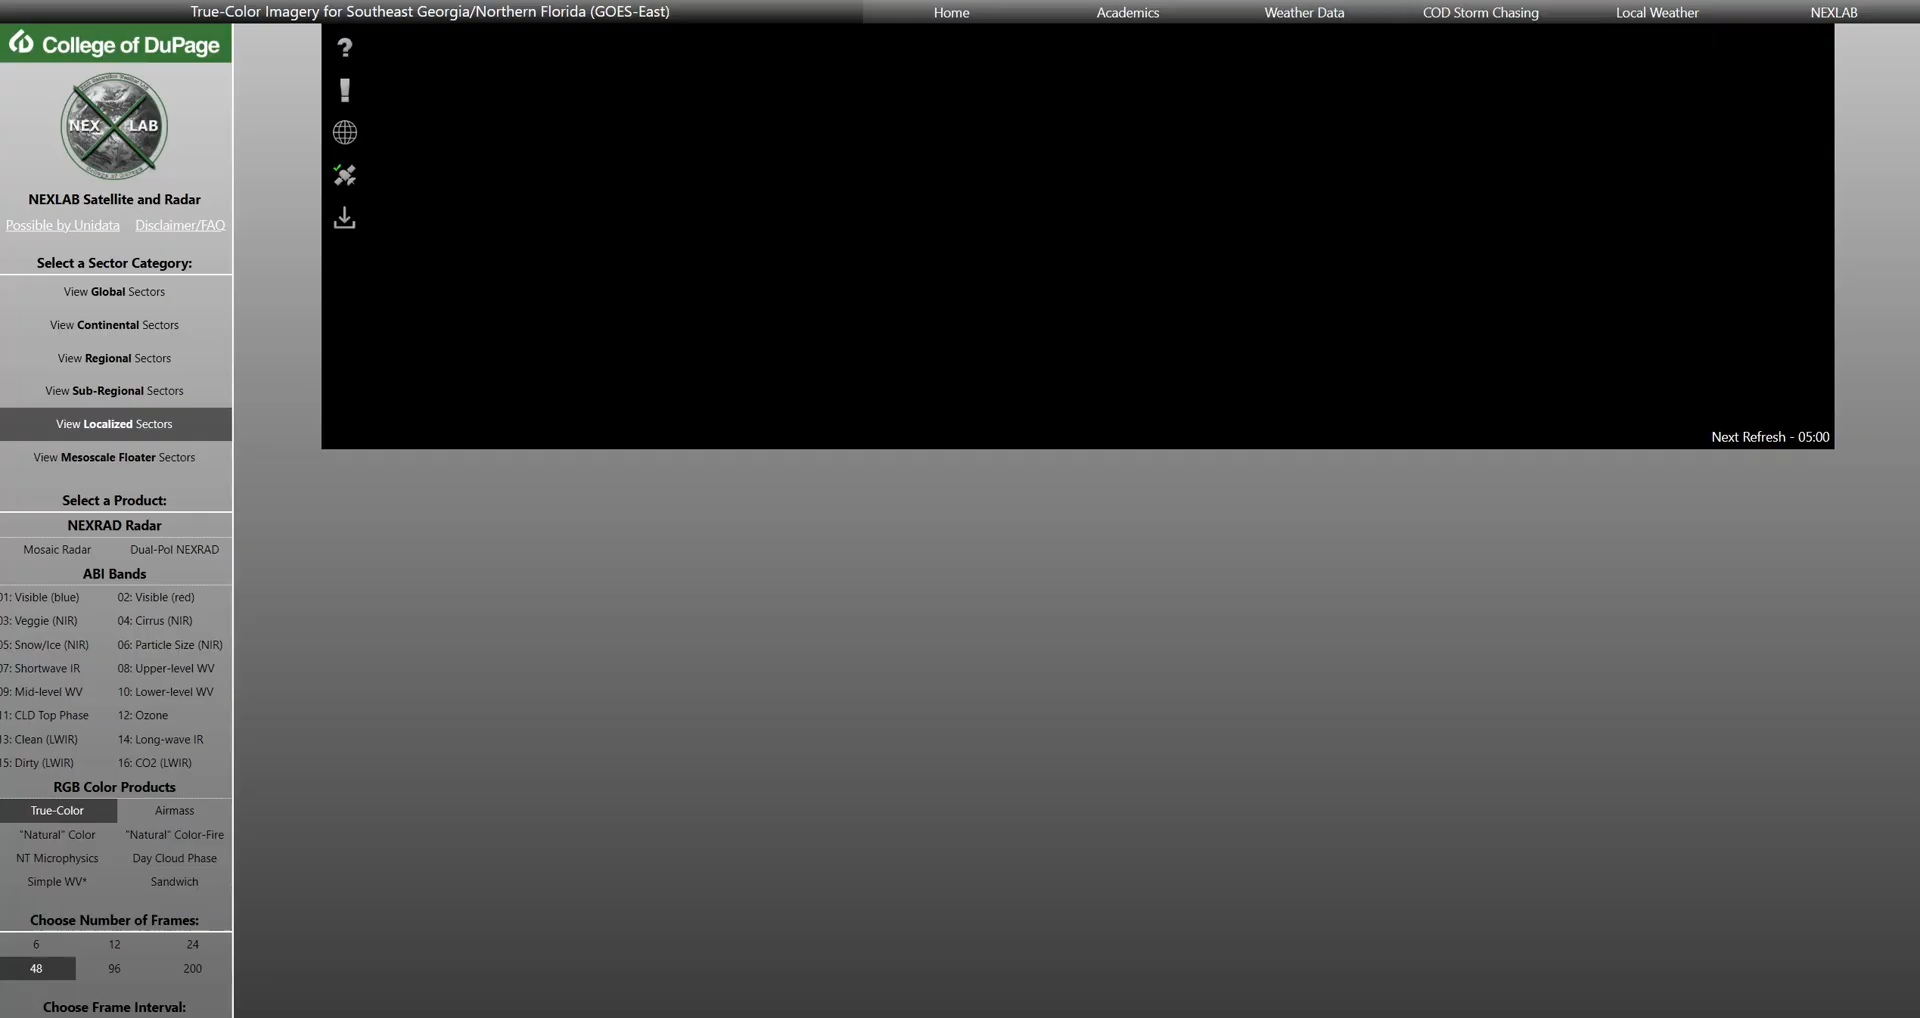 True-Color Imagery for Southeast Georgia/Northern Florida (GOES-East)
Home Academics Weather Data COD Storm Chasing Local Weather NEXLAB
College of DuPage
NEX LAB
NEXLAB Satellite and Radar
Possible by Unidata Disclaimer/FAQ
Select a Sector Category:
View Global Sectors
View Continental Sectors
View Regional Sectors
View Sub-Regional Sectors
View Localized Sectors
View Mesoscale Floater Sectors
Next Refresh - 05:00
Select a Product:
NEXRAD Radar
Mosaic Radar Dual-Pol NEXRAD
ABI Bands
01: Visible (blue) 02: Visible (red)
03: Veggie (NIR) 04: Cirrus (NIR)
05: Snow/Ice (NIR) 06: Particle Size (NIR)
07: Shortwave IR 08: Upper-level WV
09: Mid-level WV 10: Lower-level WV
11: CLD Top Phase 12: Ozone
13: Clean (LWIR) 14: Long-wave IR
15: Dirty (LWIR) 16: CO2 (LWIR)
RGB Color Products
True-Color Airmass
"Natural" Color "Natural" Color-Fire
NT Microphysics Day Cloud Phase
Simple WV* Sandwich
Choose Number of Frames:
6 12 24
48 96 200
Choose Frame Interval: